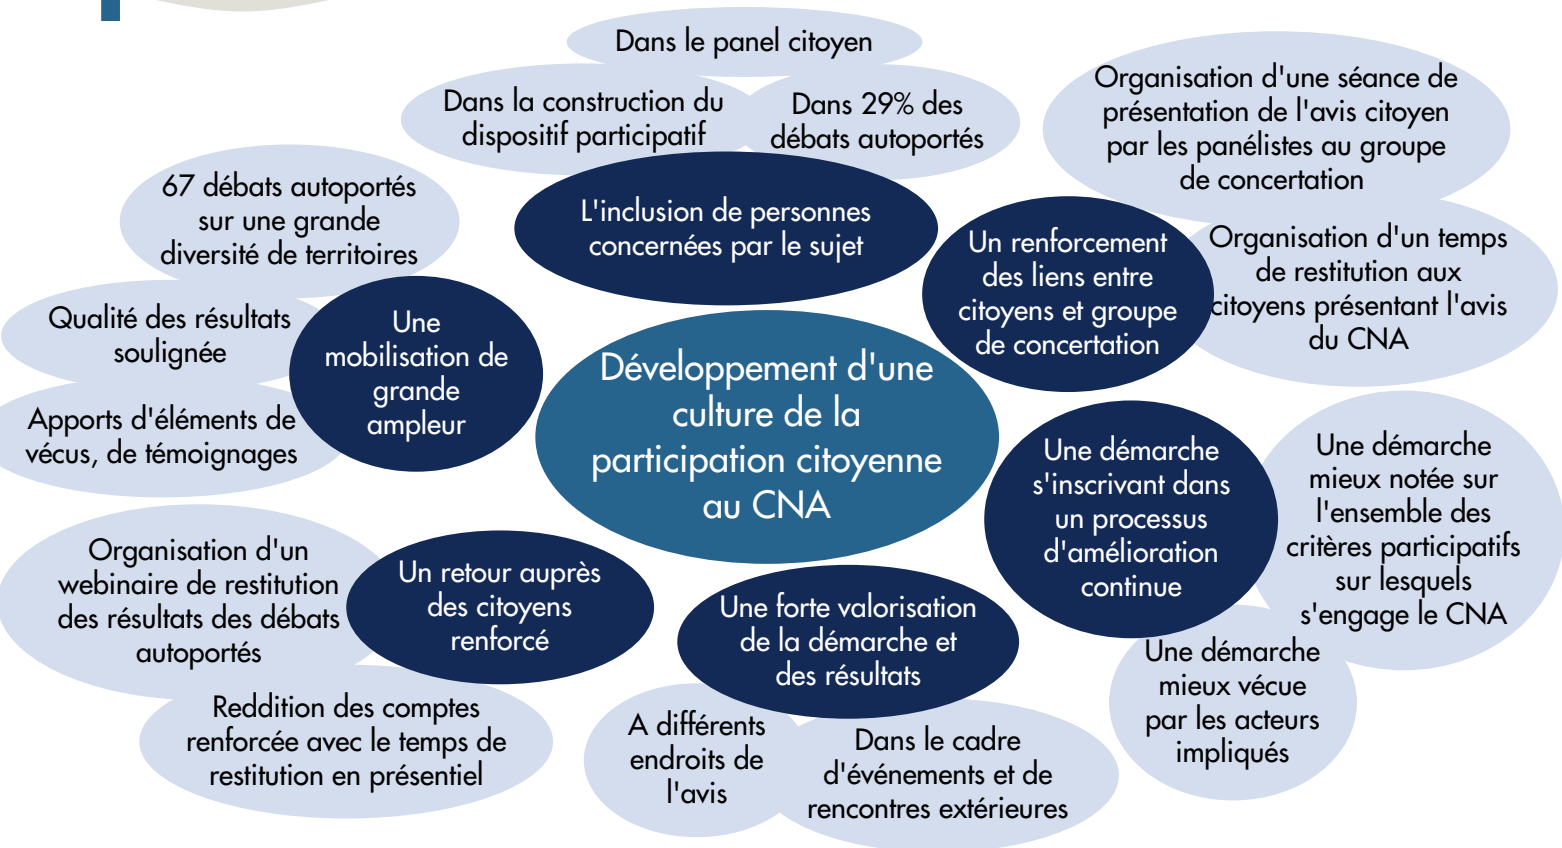 Dans le panel citoyen
Dans la construction du
dispositif participatif
Dans 29% des
débats autoportés
L'inclusion de personnes
concernées par le sujet
Organisation d'une séance de
présentation de l'avis citoyen
par les panélistes au groupe
de concertation
Un renforcement
des liens entre
citoyens et groupe
de concertation
Organisation d'un temps
de restitution aux
citoyens présentant l'avis
du CNA
67 débats autoportés
sur une grande
diversité de territoires
Qualité des résultats
soulignée
Apports d'éléments de
vécus, de témoignages
Une
mobilisation de
grande
ampleur
Développement d'une
culture de la
participation citoyenne
au CNA
Une démarche
s'inscrivant dans
un processus
d'amélioration
continue
Une démarche
mieux notée sur
l'ensemble des
critères participatifs
sur lesquels
s'engage le CNA
Une démarche
mieux vécue
par les acteurs
impliqués
Organisation d'un
webinaire de restitution
des résultats des débats
autoportés
Un retour auprès
des citoyens
renforcé
Reddition des comptes
renforcée avec le temps de
restitution en présentiel
Une forte valorisation
de la démarche et
des résultats
A différents
endroits de
l'avis
Dans le cadre
d'événements et de
rencontres extérieures